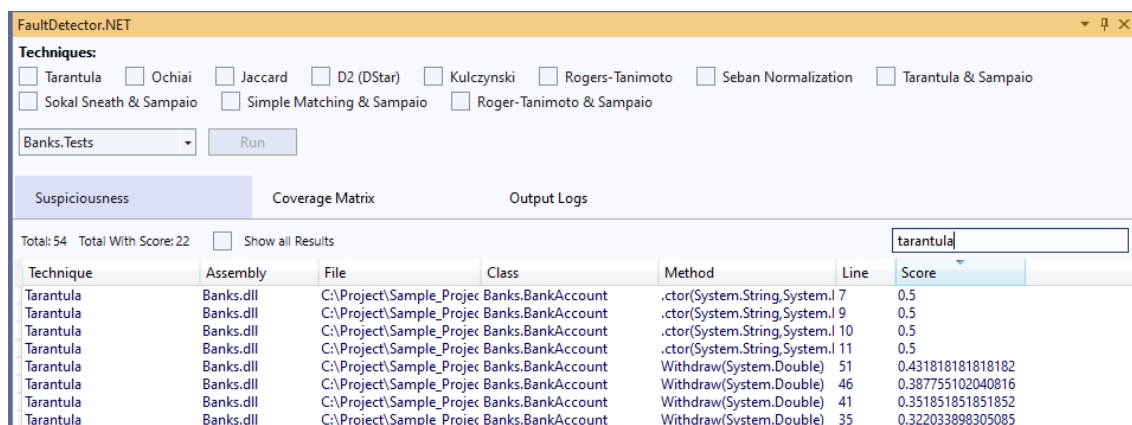 FaultDetector.NET
Techniques:
Tarantula Ochiai Jaccard D2 (DStar) Kulczynski Rogers-Tanimoto Seban Normalization Tarantula & Sampaio
Sokal Sneath & Sampaio Simple Matching & Sampaio Roger-Tanimoto & Sampaio
Banks.Tests Run
Suspiciousness Coverage Matrix Output Logs
Total: 54 Total With Score: 22 Show all Results tarantula
Technique Assembly File Class Method Line Score
Tarantula Banks.dll C:\Project\Sample_Projec Banks.BankAccount .ctor(System.String,System.I 7 0.5
Tarantula Banks.dll C:\Project\Sample_Projec Banks.BankAccount .ctor(System.String,System.I 9 0.5
Tarantula Banks.dll C:\Project\Sample_Projec Banks.BankAccount .ctor(System.String,System.I 10 0.5
Tarantula Banks.dll C:\Project\Sample_Projec Banks.BankAccount .ctor(System.String,System.I 11 0.5
Tarantula Banks.dll C:\Project\Sample_Projec Banks.BankAccount Withdraw(System.Double) 51 0.431818181818182
Tarantula Banks.dll C:\Project\Sample_Projec Banks.BankAccount Withdraw(System.Double) 46 0.387755102040816
Tarantula Banks.dll C:\Project\Sample_Projec Banks.BankAccount Withdraw(System.Double) 41 0.351851851851852
Tarantula Banks.dll C:\Project\Sample_Projec Banks.BankAccount Withdraw(System.Double) 35 0.322033898305085